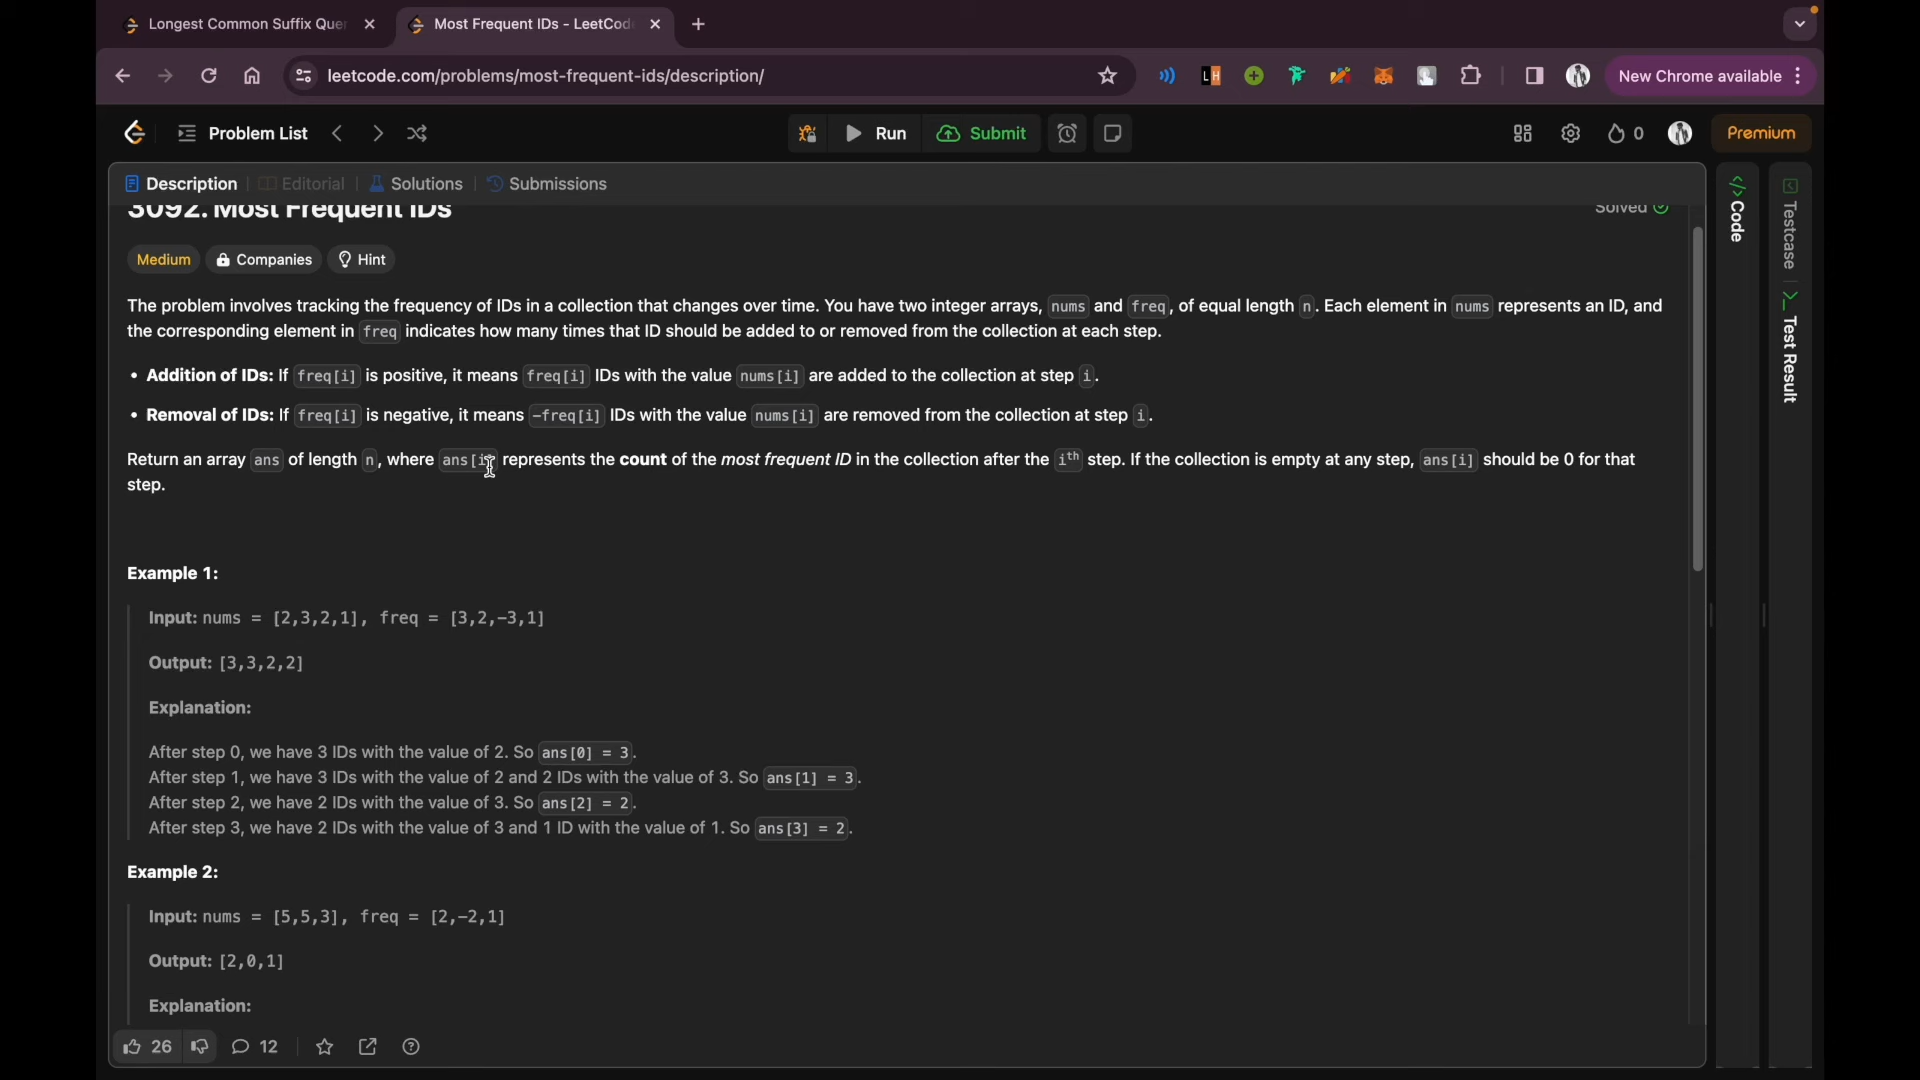 Longest Common Suffix Que
Most Frequent IDs - LeetCod
leetcode.com/problems/most-frequent-ids/description/
LH
New Chrome available
Problem List
Run
Submit
0
Premium
Description
Editorial
Solutions
Submissions
3092. Most Frequent IDs
Solved
Medium
Companies
Hint
The problem involves tracking the frequency of IDs in a collection that changes over time. You have two integer arrays, nums and freq, of equal length n. Each element in nums represents an ID, and
the corresponding element in freq indicates how many times that ID should be added to or removed from the collection at each step.
• Addition of IDs: If freq[i] is positive, it means freq[i] IDs with the value nums[i] are added to the collection at step i.
• Removal of IDs: If freq[i] is negative, it means -freq[i] IDs with the value nums[i] are removed from the collection at step i.
Return an array ans of length n, where ans[i] represents the count of the most frequent ID in the collection after the ith step. If the collection is empty at any step, ans[i] should be 0 for that
step.
Example 1:
Input: nums = [2,3,2,1], freq = [3,2,-3,1]
Output: [3,3,2,2]
Explanation:
After step 0, we have 3 IDs with the value of 2. So ans[0] = 3.
After step 1, we have 3 IDs with the value of 2 and 2 IDs with the value of 3. So ans[1] = 3.
After step 2, we have 2 IDs with the value of 3. So ans[2] = 2.
After step 3, we have 2 IDs with the value of 3 and 1 ID with the value of 1. So ans[3] = 2.
Example 2:
Input: nums = [5,5,3], freq = [2,-2,1]
Output: [2,0,1]
Explanation:
26
12
Code
Testcase
Test Result